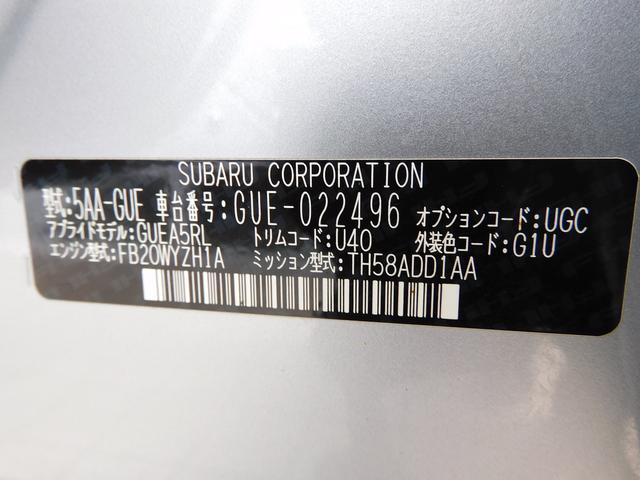 SUBARU CORPORATION
型式:5AA-GUE 車台番号:GUE-022496 オプションコード:UGC
アプライドモデル:GUEA5RL トリムコード:U40 外装色コード:G1U
エンジン型式:FB20WYZH1A ミッション型式:TH58ADD1AA